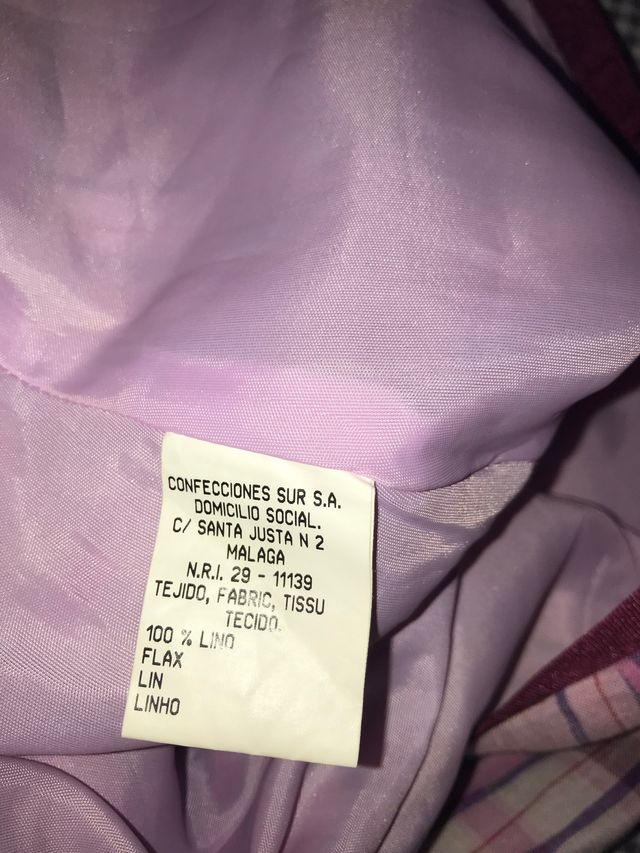 CONFECCIONES SUR S.A.
DOMICILIO SOCIAL.
C/ SANTA JUSTA N 2
MALAGA
N.R.I. 29 - 11139
TEJIDO, FABRIC, TISSU
TECIDO.
100 % LINO
FLAX
LIN
LINHO